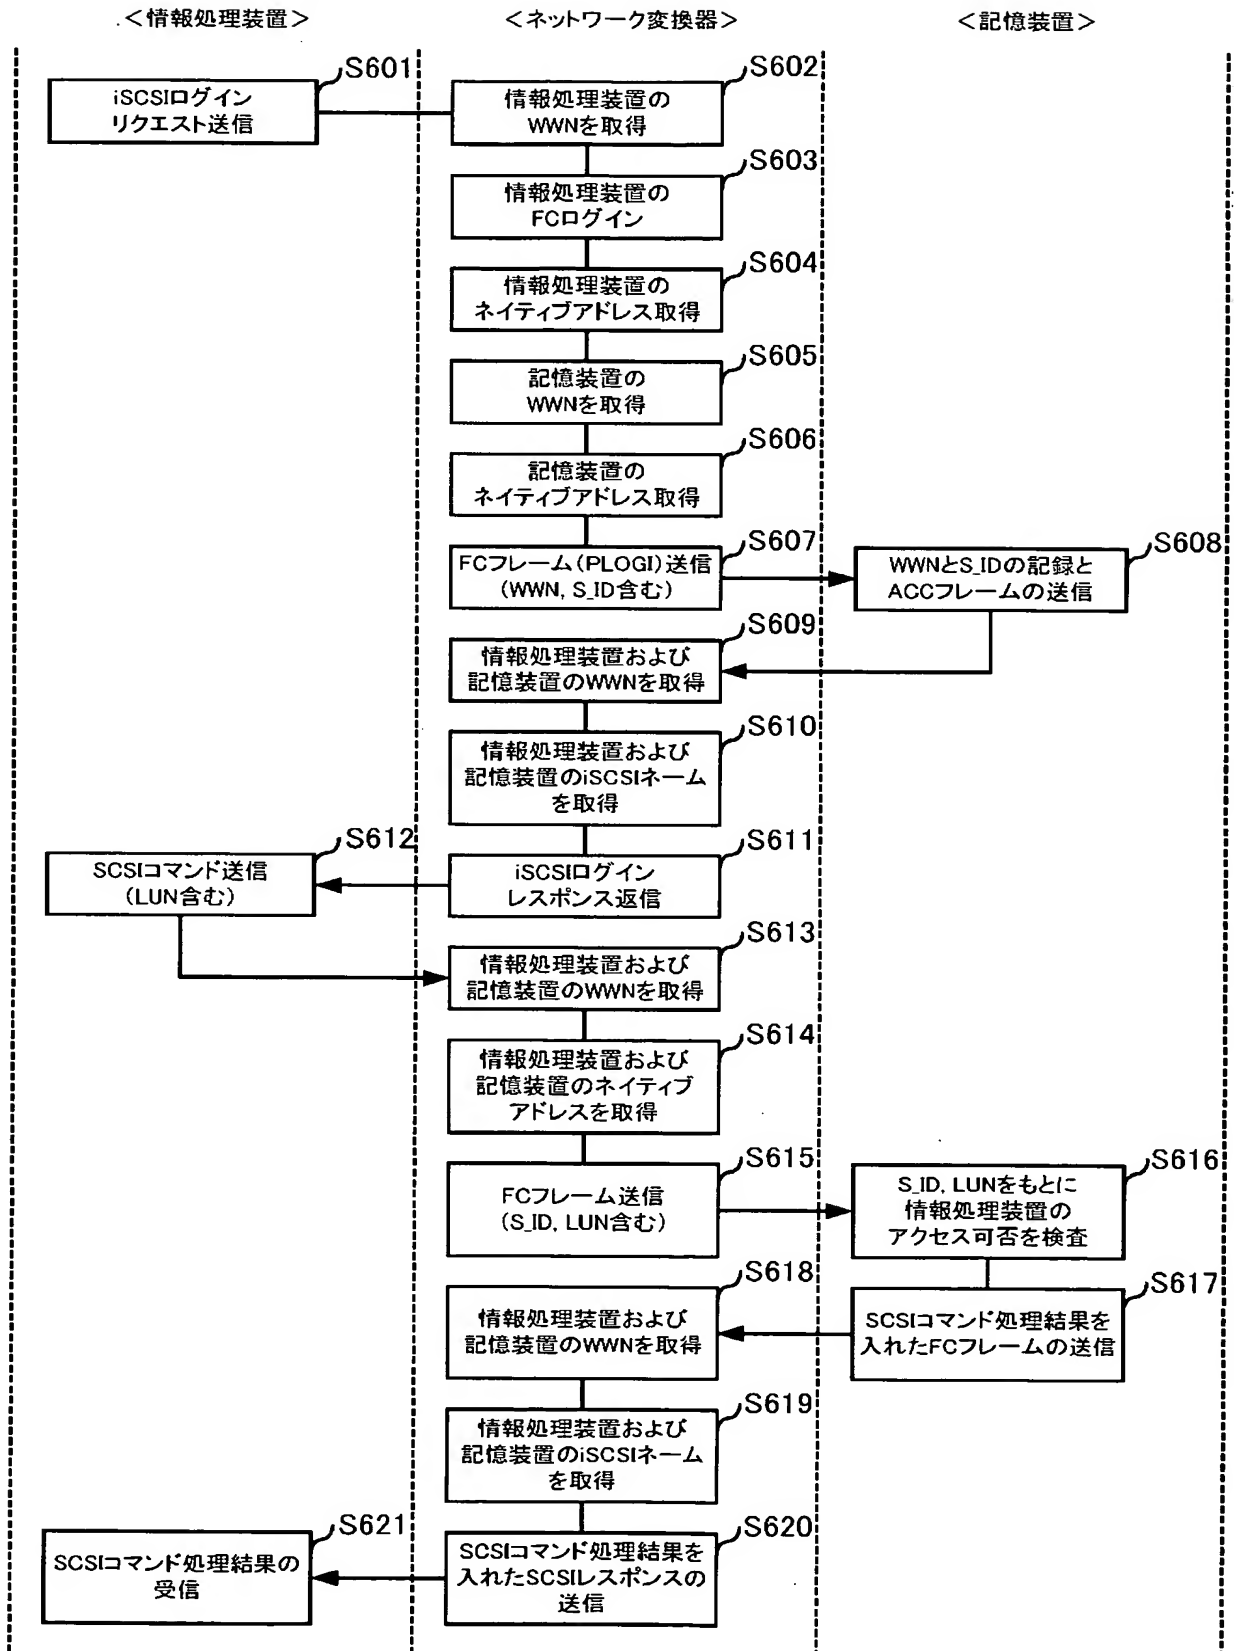 ＜情報処理装置＞
＜ネットワーク変換器＞
＜記憶装置＞
S601
iSCSIログイン
リクエスト送信
S602
情報処理装置の
WWNを取得
S603
情報処理装置の
FCログイン
S604
情報処理装置の
ネイティブアドレス取得
S605
記憶装置の
WWNを取得
S606
記憶装置の
ネイティブアドレス取得
S607
FCフレーム(PLOGI)送信
(WWN, S_ID含む)
S608
WWNとS_IDの記録と
ACCフレームの送信
S609
情報処理装置および
記憶装置のWWNを取得
S610
情報処理装置および
記憶装置のiSCSIネーム
を取得
S611
iSCSIログイン
レスポンス返信
S612
SCSIコマンド送信
(LUN含む)
S613
情報処理装置および
記憶装置のWWNを取得
S614
情報処理装置および
記憶装置のネイティブ
アドレスを取得
S615
FCフレーム送信
(S_ID, LUN含む)
S616
S_ID, LUNをもとに
情報処理装置の
アクセス可否を検査
S617
SCSIコマンド処理結果を
入れたFCフレームの送信
S618
情報処理装置および
記憶装置のWWNを取得
S619
情報処理装置および
記憶装置のiSCSIネーム
を取得
S620
SCSIコマンド処理結果を
入れたSCSIレスポンスの
送信
S621
SCSIコマンド処理結果の
受信